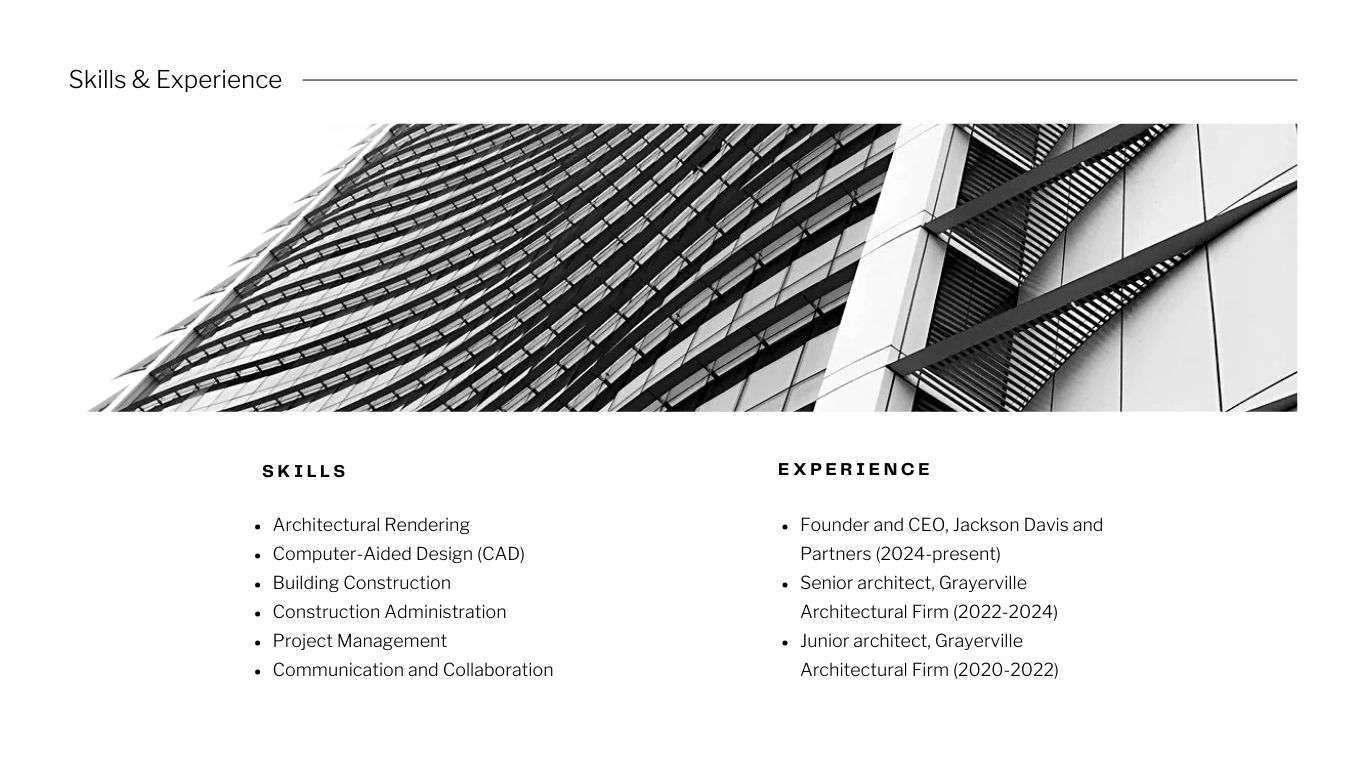 Skills & Experience
SKILLS
Architectural Rendering
Computer-Aided Design (CAD)
Building Construction
Construction Administration
Project Management
Communication and Collaboration
EXPERIENCE
Founder and CEO, Jackson Davis and
Partners (2024-present)
Senior architect, Grayerville
Architectural Firm (2022-2024)
Junior architect, Grayerville
Architectural Firm (2020-2022)